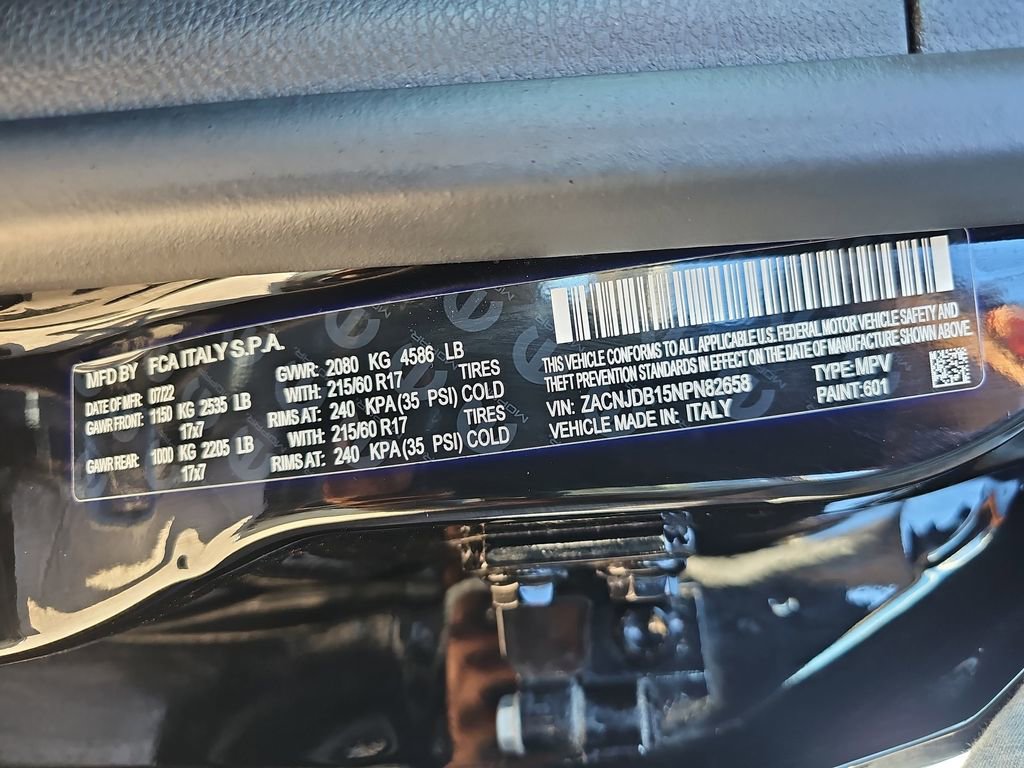 MFD BY FCA ITALY S.P.A.
DATE OF MFR: 07/22 GVWR: 2080 KG 4586 LB
GAWR FRONT: 1150 KG 2535 LB WITH: 215/60 R17 TIRES
17x7 RIMS AT: 240 KPA (35 PSI) COLD
GAWR REAR: 1000 KG 2205 LB WITH: 215/60 R17 TIRES
17x7 RIMS AT: 240 KPA (35 PSI) COLD
THIS VEHICLE CONFORMS TO ALL APPLICABLE U.S. FEDERAL MOTOR VEHICLE SAFETY AND
THEFT PREVENTION STANDARDS IN EFFECT ON THE DATE OF MANUFACTURE SHOWN ABOVE.
VIN: ZACNJDB15NPN82658 TYPE: MPV
VEHICLE MADE IN: ITALY PAINT: 601